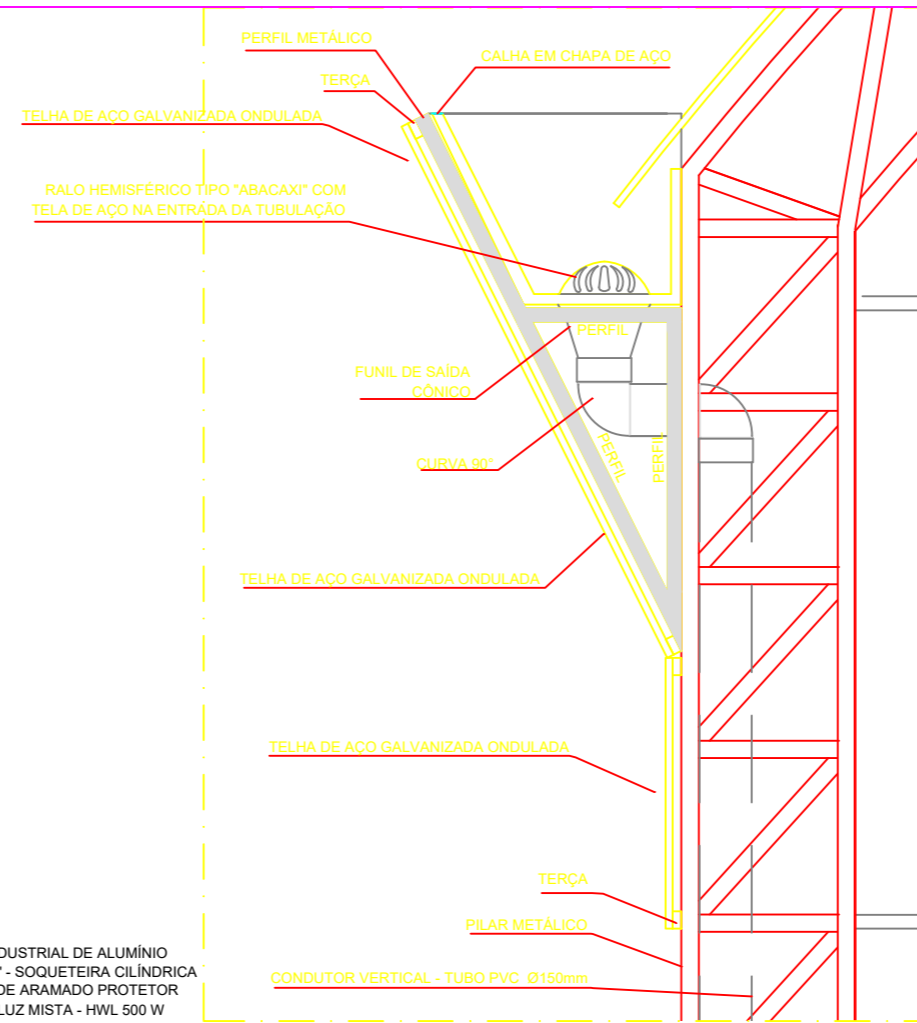 PERFIL METÁLICO
CALHA EM CHAPA DE AÇO
TERÇA
TELHA DE AÇO GALVANIZADA ONDULADA
RALO HEMISFÉRICO TIPO "ABACAXI" COM
TELA DE AÇO NA ENTRADA DA TUBULAÇÃO
PERFIL
FUNIL DE SAÍDA
CÔNICO
PERFIL
PERFIL
CURVA 90°
TELHA DE AÇO GALVANIZADA ONDULADA
TELHA DE AÇO GALVANIZADA ONDULADA
TERÇA
PILAR METÁLICO
CONDUTOR VERTICAL - TUBO PVC Ø150mm
DUSTRIAL DE ALUMÍNIO
- SOQUETEIRA CILÍNDRICA
DE ARAMADO PROTETOR
LUZ MISTA - HWL 500 W